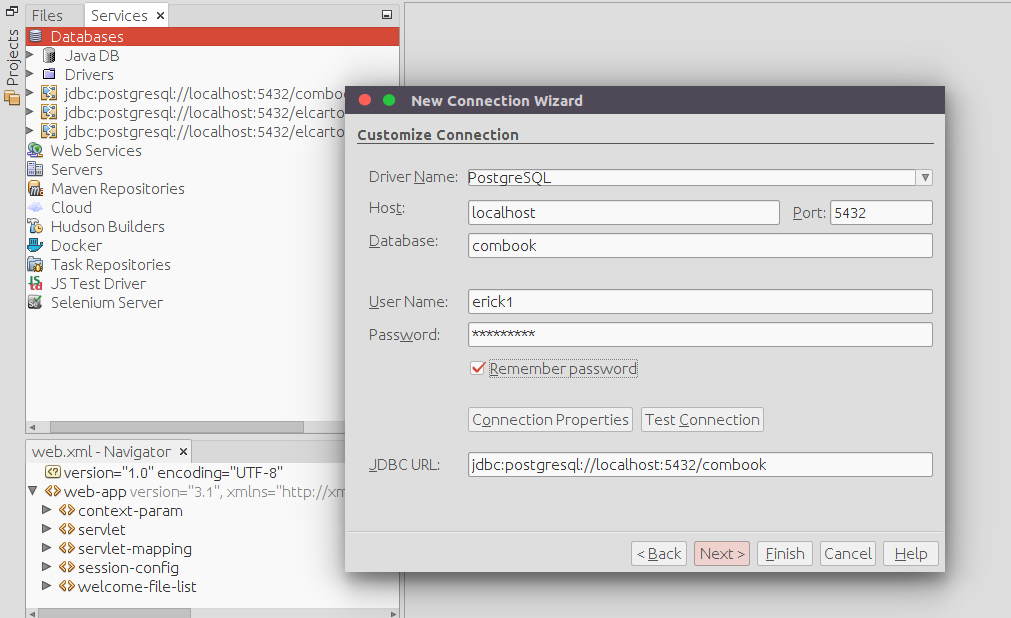 Files
Services ×
Projects
Databases
Java DB
Drivers
jdbc:postgresql://localhost:5432/comboo
jdbc:postgresql://localhost:5432/elcarto
jdbc:postgresql://localhost:5432/elcarto
Web Services
Servers
Maven Repositories
Cloud
Hudson Builders
Docker
Task Repositories
JS Test Driver
Selenium Server
web.xml - Navigator ×
version="1.0" encoding="UTF-8"
web-app version="3.1", xmlns="http://xm
context-param
servlet
servlet-mapping
session-config
welcome-file-list
New Connection Wizard
Customize Connection
Driver Name: PostgreSQL
Host: localhost Port: 5432
Database: combook
User Name: erick1
Password: *********
Remember password
Connection Properties Test Connection
JDBC URL: jdbc:postgresql://localhost:5432/combook
< Back Next > Finish Cancel Help